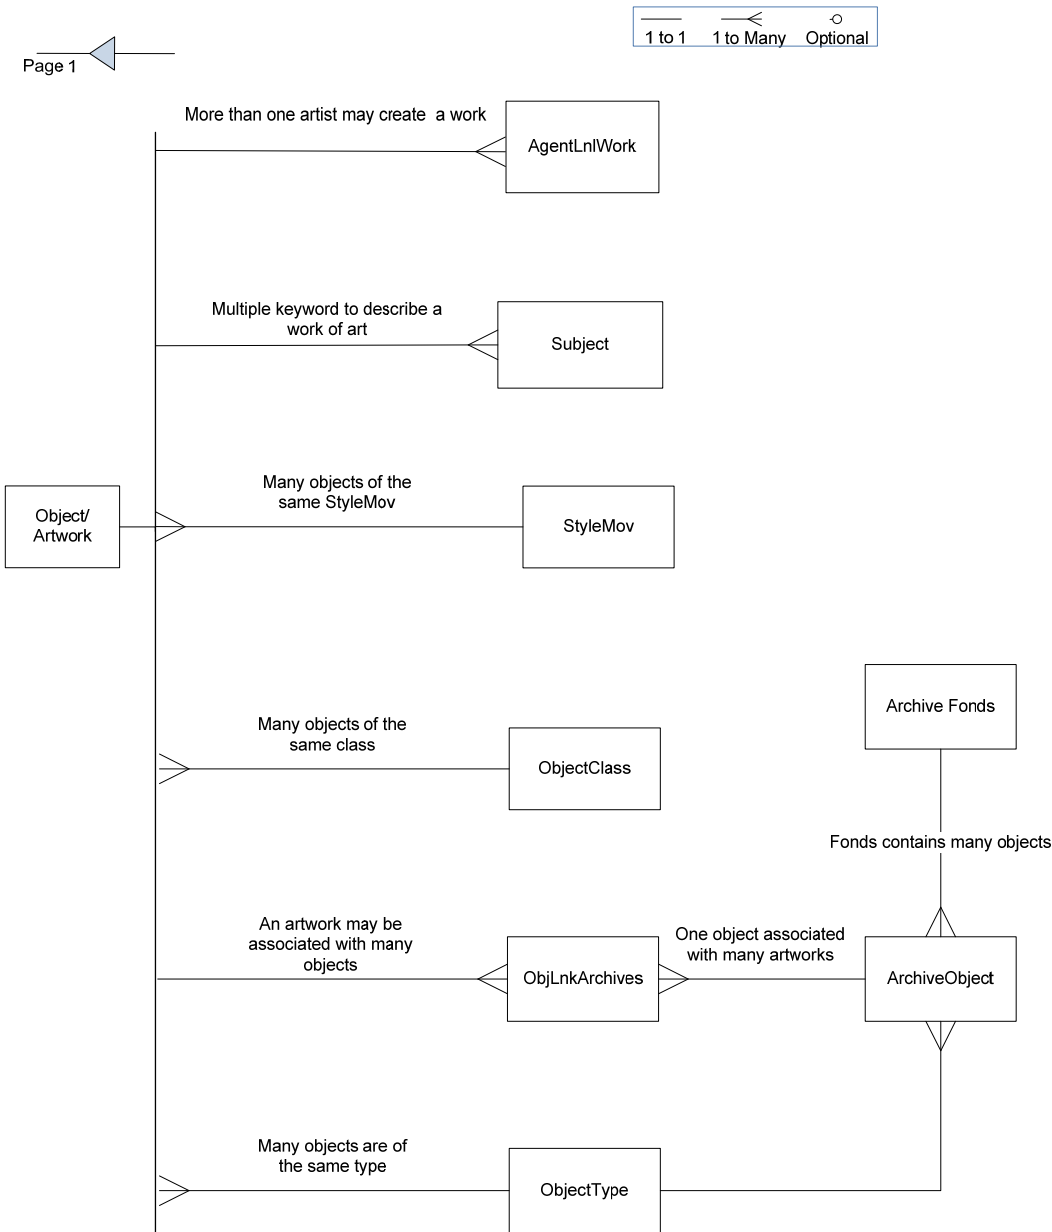 1 to 1
1 to Many
Optional
Page 1
More than one artist may create a work
AgentLnlWork
Multiple keyword to describe a
work of art
Subject
Many objects of the
same StyleMov
Object/
Artwork
StyleMov
Archive Fonds
Many objects of the
same class
ObjectClass
Fonds contains many objects
An artwork may be
associated with many
objects
ObjLnkArchives
One object associated
with many artworks
ArchiveObject
Many objects are of
the same type
ObjectType